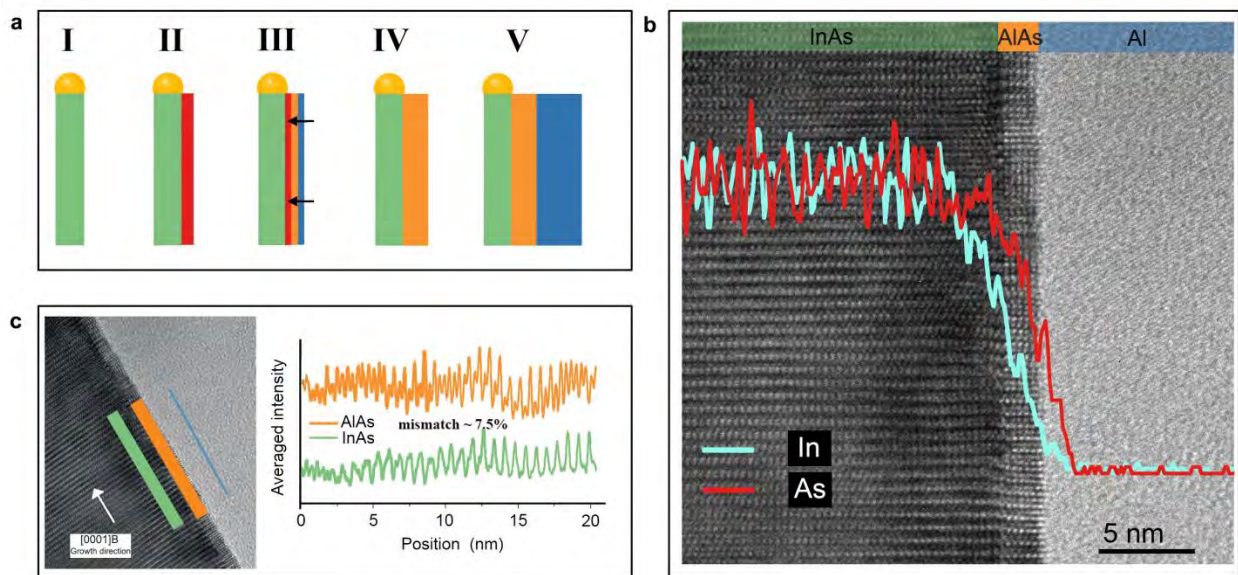 a
I II III IV V
b
InAs AlAs Al
In
As
5 nm
c
[0001]B
Growth direction
Averaged intensity
AlAs mismatch ~ 7.5%
InAs
0 5 10 15 20
Position (nm)